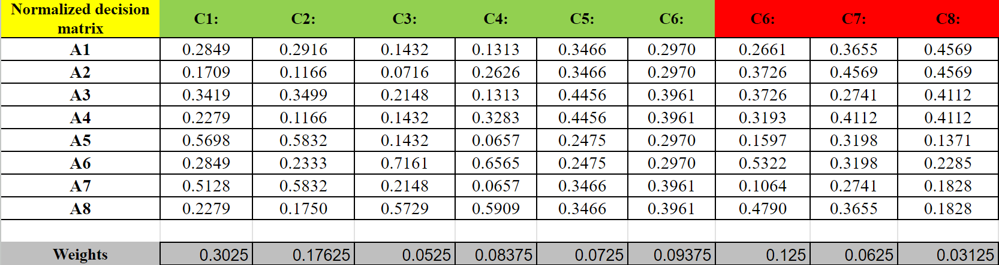 Normalized decision matrix C1: C2: C3: C4: C5: C6: C6: C7: C8:
A1 0.2849 0.2916 0.1432 0.1313 0.3466 0.2970 0.2661 0.3655 0.4569
A2 0.1709 0.1166 0.0716 0.2626 0.3466 0.2970 0.3726 0.4569 0.4569
A3 0.3419 0.3499 0.2148 0.1313 0.4456 0.3961 0.3726 0.2741 0.4112
A4 0.2279 0.1166 0.1432 0.3283 0.4456 0.3961 0.3193 0.4112 0.4112
A5 0.5698 0.5832 0.1432 0.0657 0.2475 0.2970 0.1597 0.3198 0.1371
A6 0.2849 0.2333 0.7161 0.6565 0.2475 0.2970 0.5322 0.3198 0.2285
A7 0.5128 0.5832 0.2148 0.0657 0.3466 0.3961 0.1064 0.2741 0.1828
A8 0.2279 0.1750 0.5729 0.5909 0.3466 0.3961 0.4790 0.3655 0.1828
Weights 0.3025 0.17625 0.0525 0.08375 0.0725 0.09375 0.125 0.0625 0.03125